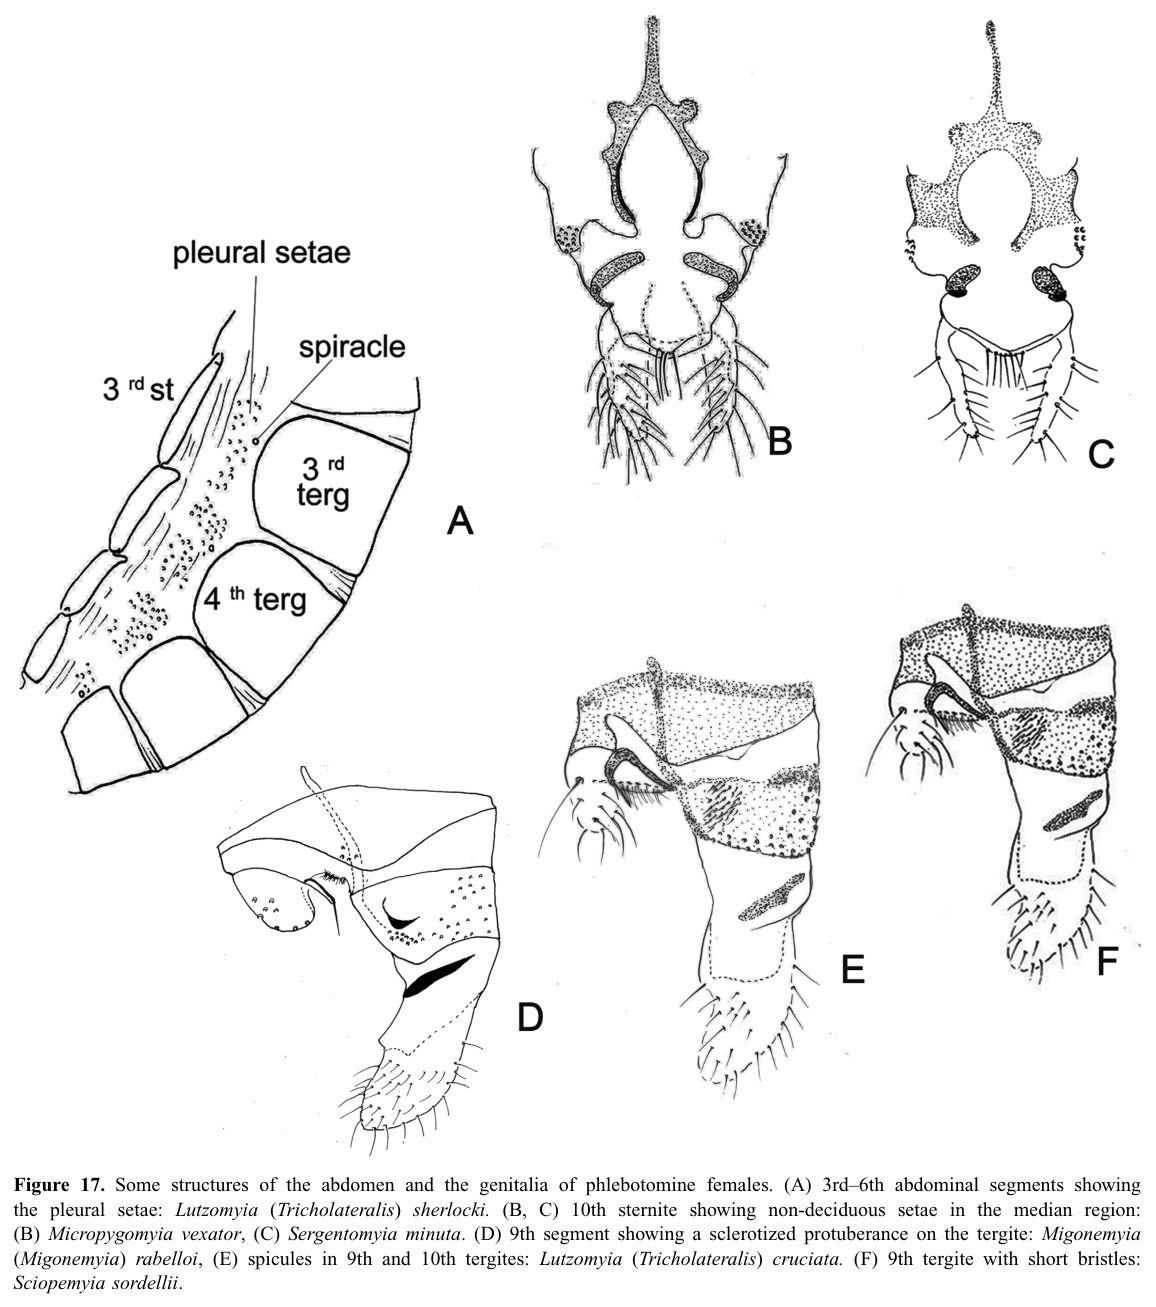 pleural setae
spiracle
3 rd st
3 rd
terg
4 th terg
A
B
C
D
E
F
Figure 17. Some structures of the abdomen and the genitalia of phlebotomine females. (A) 3rd–6th abdominal segments showing
the pleural setae: Lutzomyia (Tricholateralis) sherlocki. (B, C) 10th sternite showing non-deciduous setae in the median region:
(B) Micropygomyia vexator, (C) Sergentomyia minuta. (D) 9th segment showing a sclerotized protuberance on the tergite: Migonemyia
(Migonemyia) rabelloi, (E) spicules in 9th and 10th tergites: Lutzomyia (Tricholateralis) cruciata. (F) 9th tergite with short bristles:
Sciopemyia sordellii.